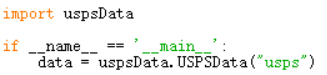 import uspsData
if __name__ == '__main__':
    data = uspsData.USPSData("usps")